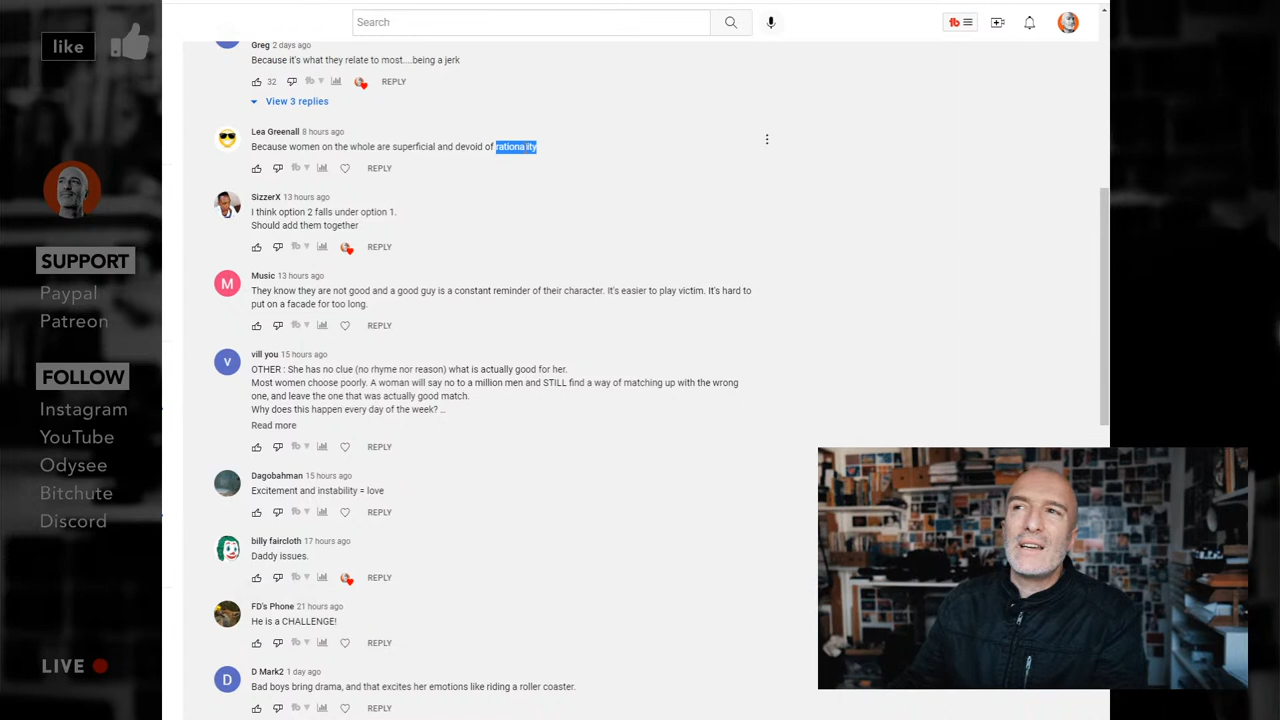 like
Search
Greg 2 days ago
Because it's what they relate to most....being a jerk
32
REPLY
View 3 replies
Lea Greenall 8 hours ago
Because women on the whole are superficial and devoid of rationality
REPLY
SizzerX 13 hours ago
I think option 2 falls under option 1.
Should add them together
REPLY
M
Music 13 hours ago
They know they are not good and a good guy is a constant reminder of their character. It's easier to play victim. It's hard to
put on a facade for too long.
REPLY
V
vill you 15 hours ago
OTHER : She has no clue (no rhyme nor reason) what is actually good for her.
Most women choose poorly. A woman will say no to a million men and STILL find a way of matching up with the wrong
one, and leave the one that was actually good match.
Why does this happen every day of the week? ...
Read more
REPLY
Dagobahman 15 hours ago
Excitement and instability = love
REPLY
billy faircloth 17 hours ago
Daddy issues.
REPLY
FD's Phone 21 hours ago
He is a CHALLENGE!
REPLY
D
D Mark2 1 day ago
Bad boys bring drama, and that excites her emotions like riding a roller coaster.
REPLY
SUPPORT
Paypal
Patreon
FOLLOW
Instagram
YouTube
Odysee
Bitchute
Discord
LIVE